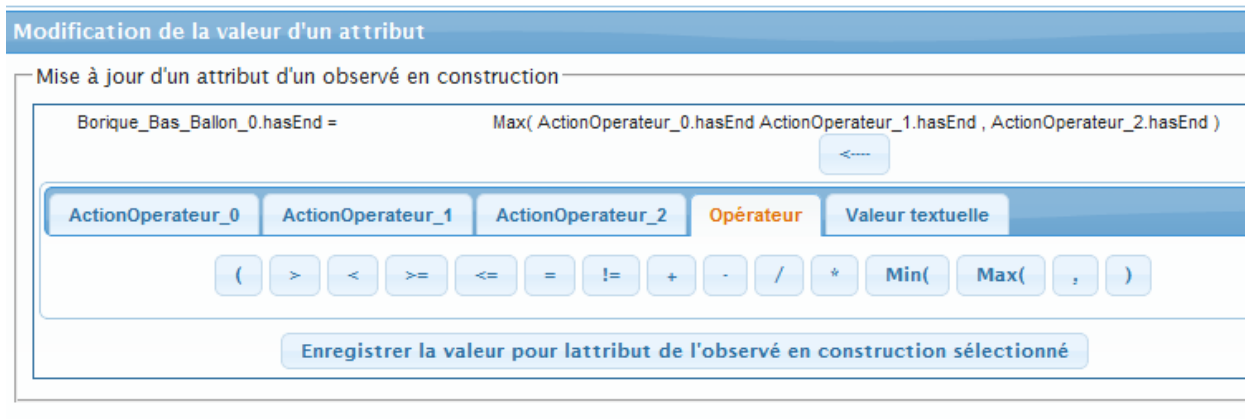 Modification de la valeur d'un attribut
Mise à jour d'un attribut d'un observé en construction
Borique_Bas_Ballon_0.hasEnd = Max( ActionOperateur_0.hasEnd ActionOperateur_1.hasEnd , ActionOperateur_2.hasEnd )
<----
ActionOperateur_0 ActionOperateur_1 ActionOperateur_2 Opérateur Valeur textuelle
( > < >= <= = != + - / * Min( Max( , )
Enregistrer la valeur pour lattribut de l'observé en construction sélectionné